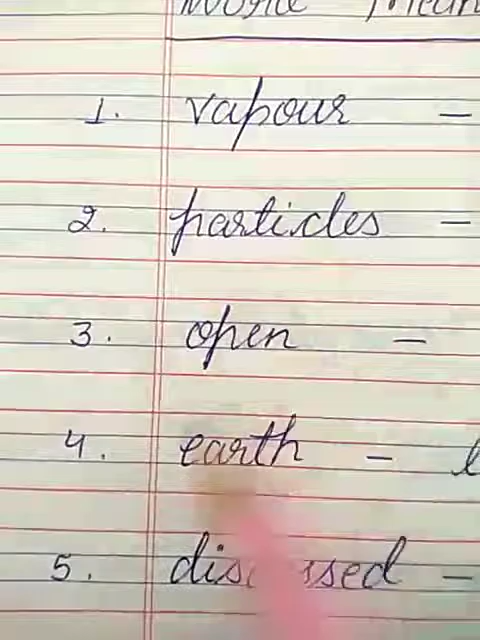 1. vapour -
2. particles -
3. open -
4. earth - l
5. -